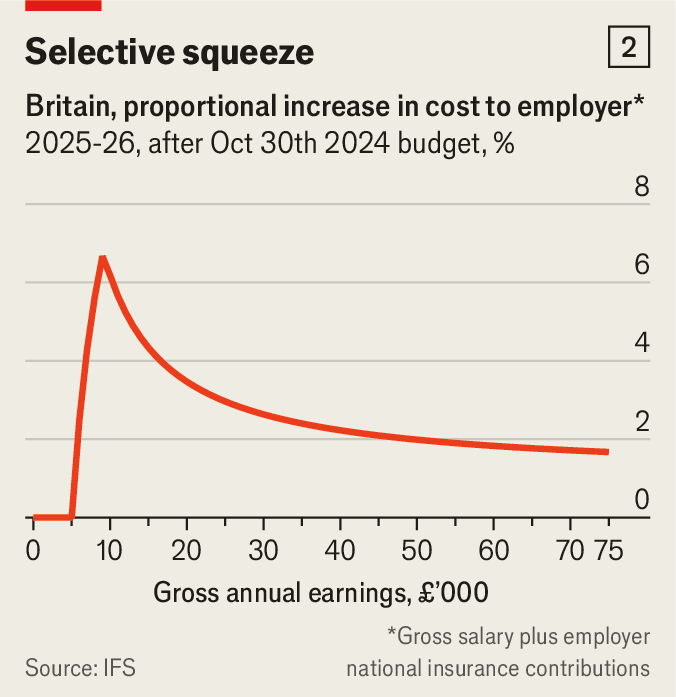 Selective squeeze
2
Britain, proportional increase in cost to employer*
2025-26, after Oct 30th 2024 budget, %
8
6
4
2
0
0 10 20 30 40 50 60 70 75
Gross annual earnings, £’000
*Gross salary plus employer
national insurance contributions
Source: IFS